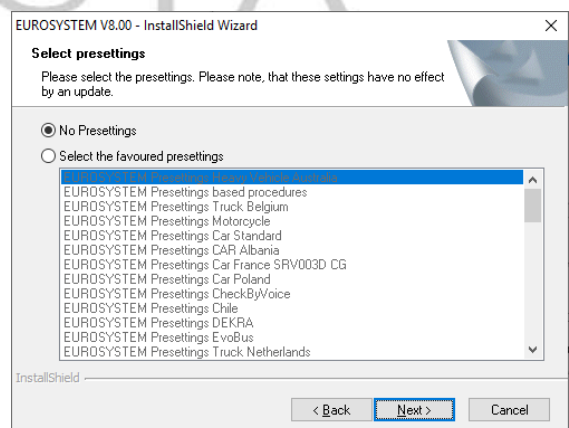 EUROSYSTEM V8.00 - InstallShield Wizard
Select presettings
Please select the presettings. Please note, that these settings have no effect
by an update.
No Presettings
Select the favoured presettings
EUROSYSTEM Presettings Heavy Vehicle Australia
EUROSYSTEM Presettings based procedures
EUROSYSTEM Presettings Truck Belgium
EUROSYSTEM Presettings Motorcycle
EUROSYSTEM Presettings Car Standard
EUROSYSTEM Presettings CAR Albania
EUROSYSTEM Presettings Car France SRV003D CG
EUROSYSTEM Presettings Car Poland
EUROSYSTEM Presettings CheckByVoice
EUROSYSTEM Presettings Chile
EUROSYSTEM Presettings DEKRA
EUROSYSTEM Presettings EvoBus
EUROSYSTEM Presettings Truck Netherlands
InstallShield
< Back Next > Cancel